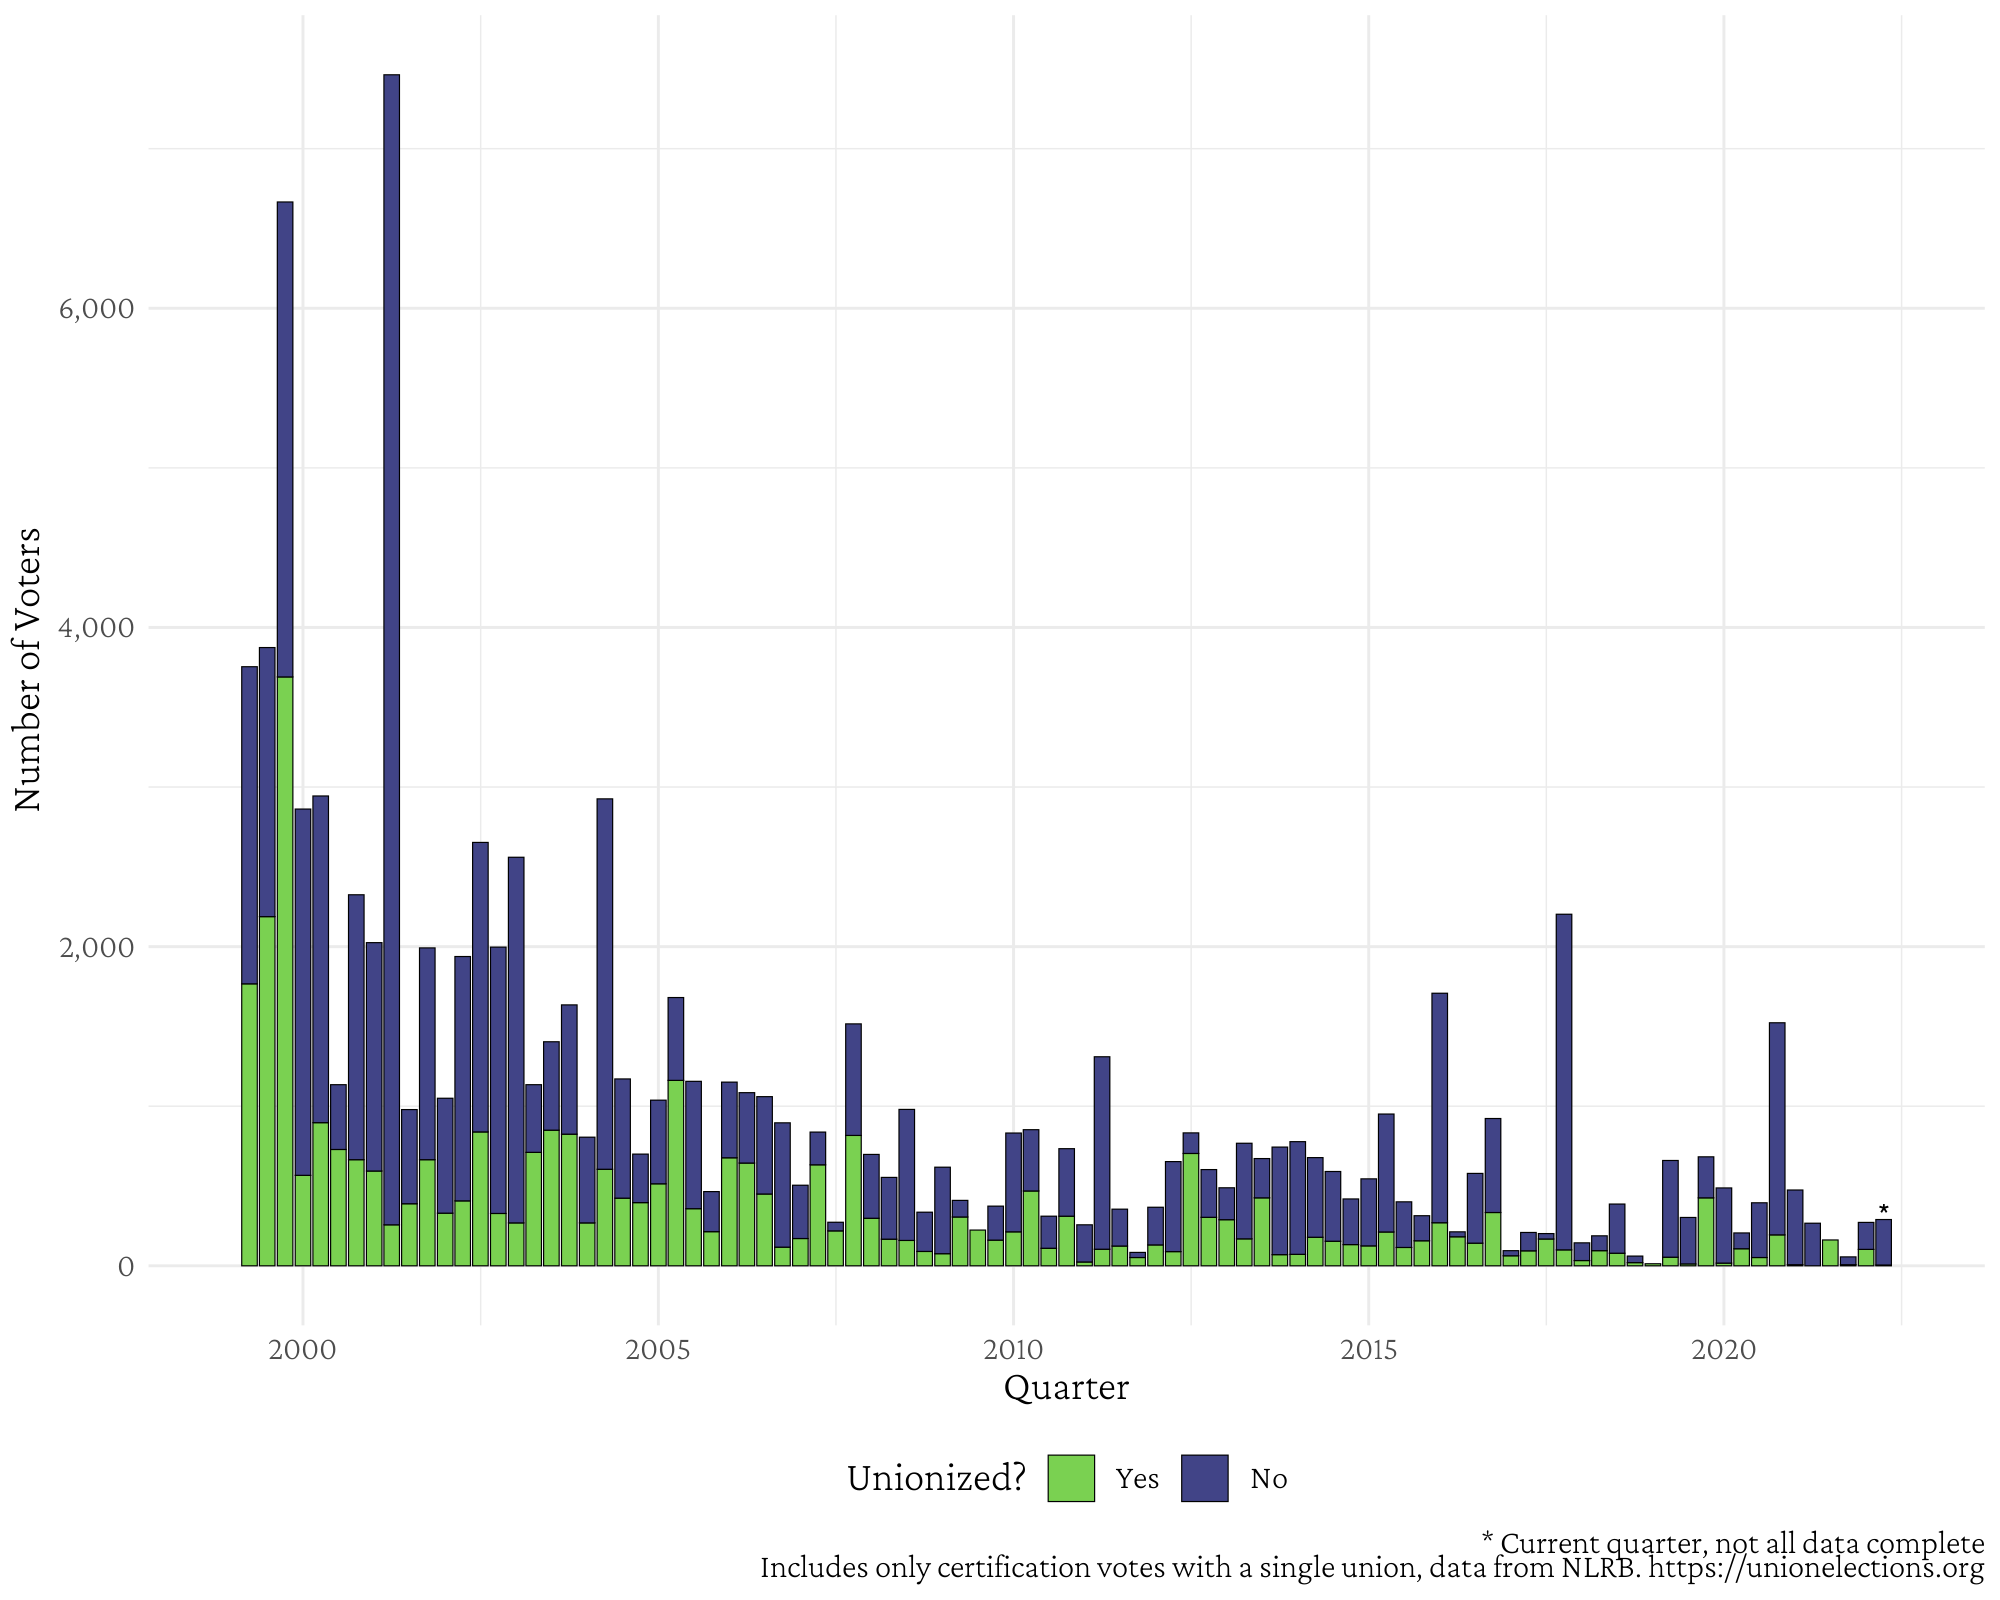 6,000
4,000
2,000
0
Number of Voters
2000 2005 2010 2015 2020
*
Quarter
Unionized? Yes No
* Current quarter, not all data complete
Includes only certification votes with a single union, data from NLRB. https://unionelections.org